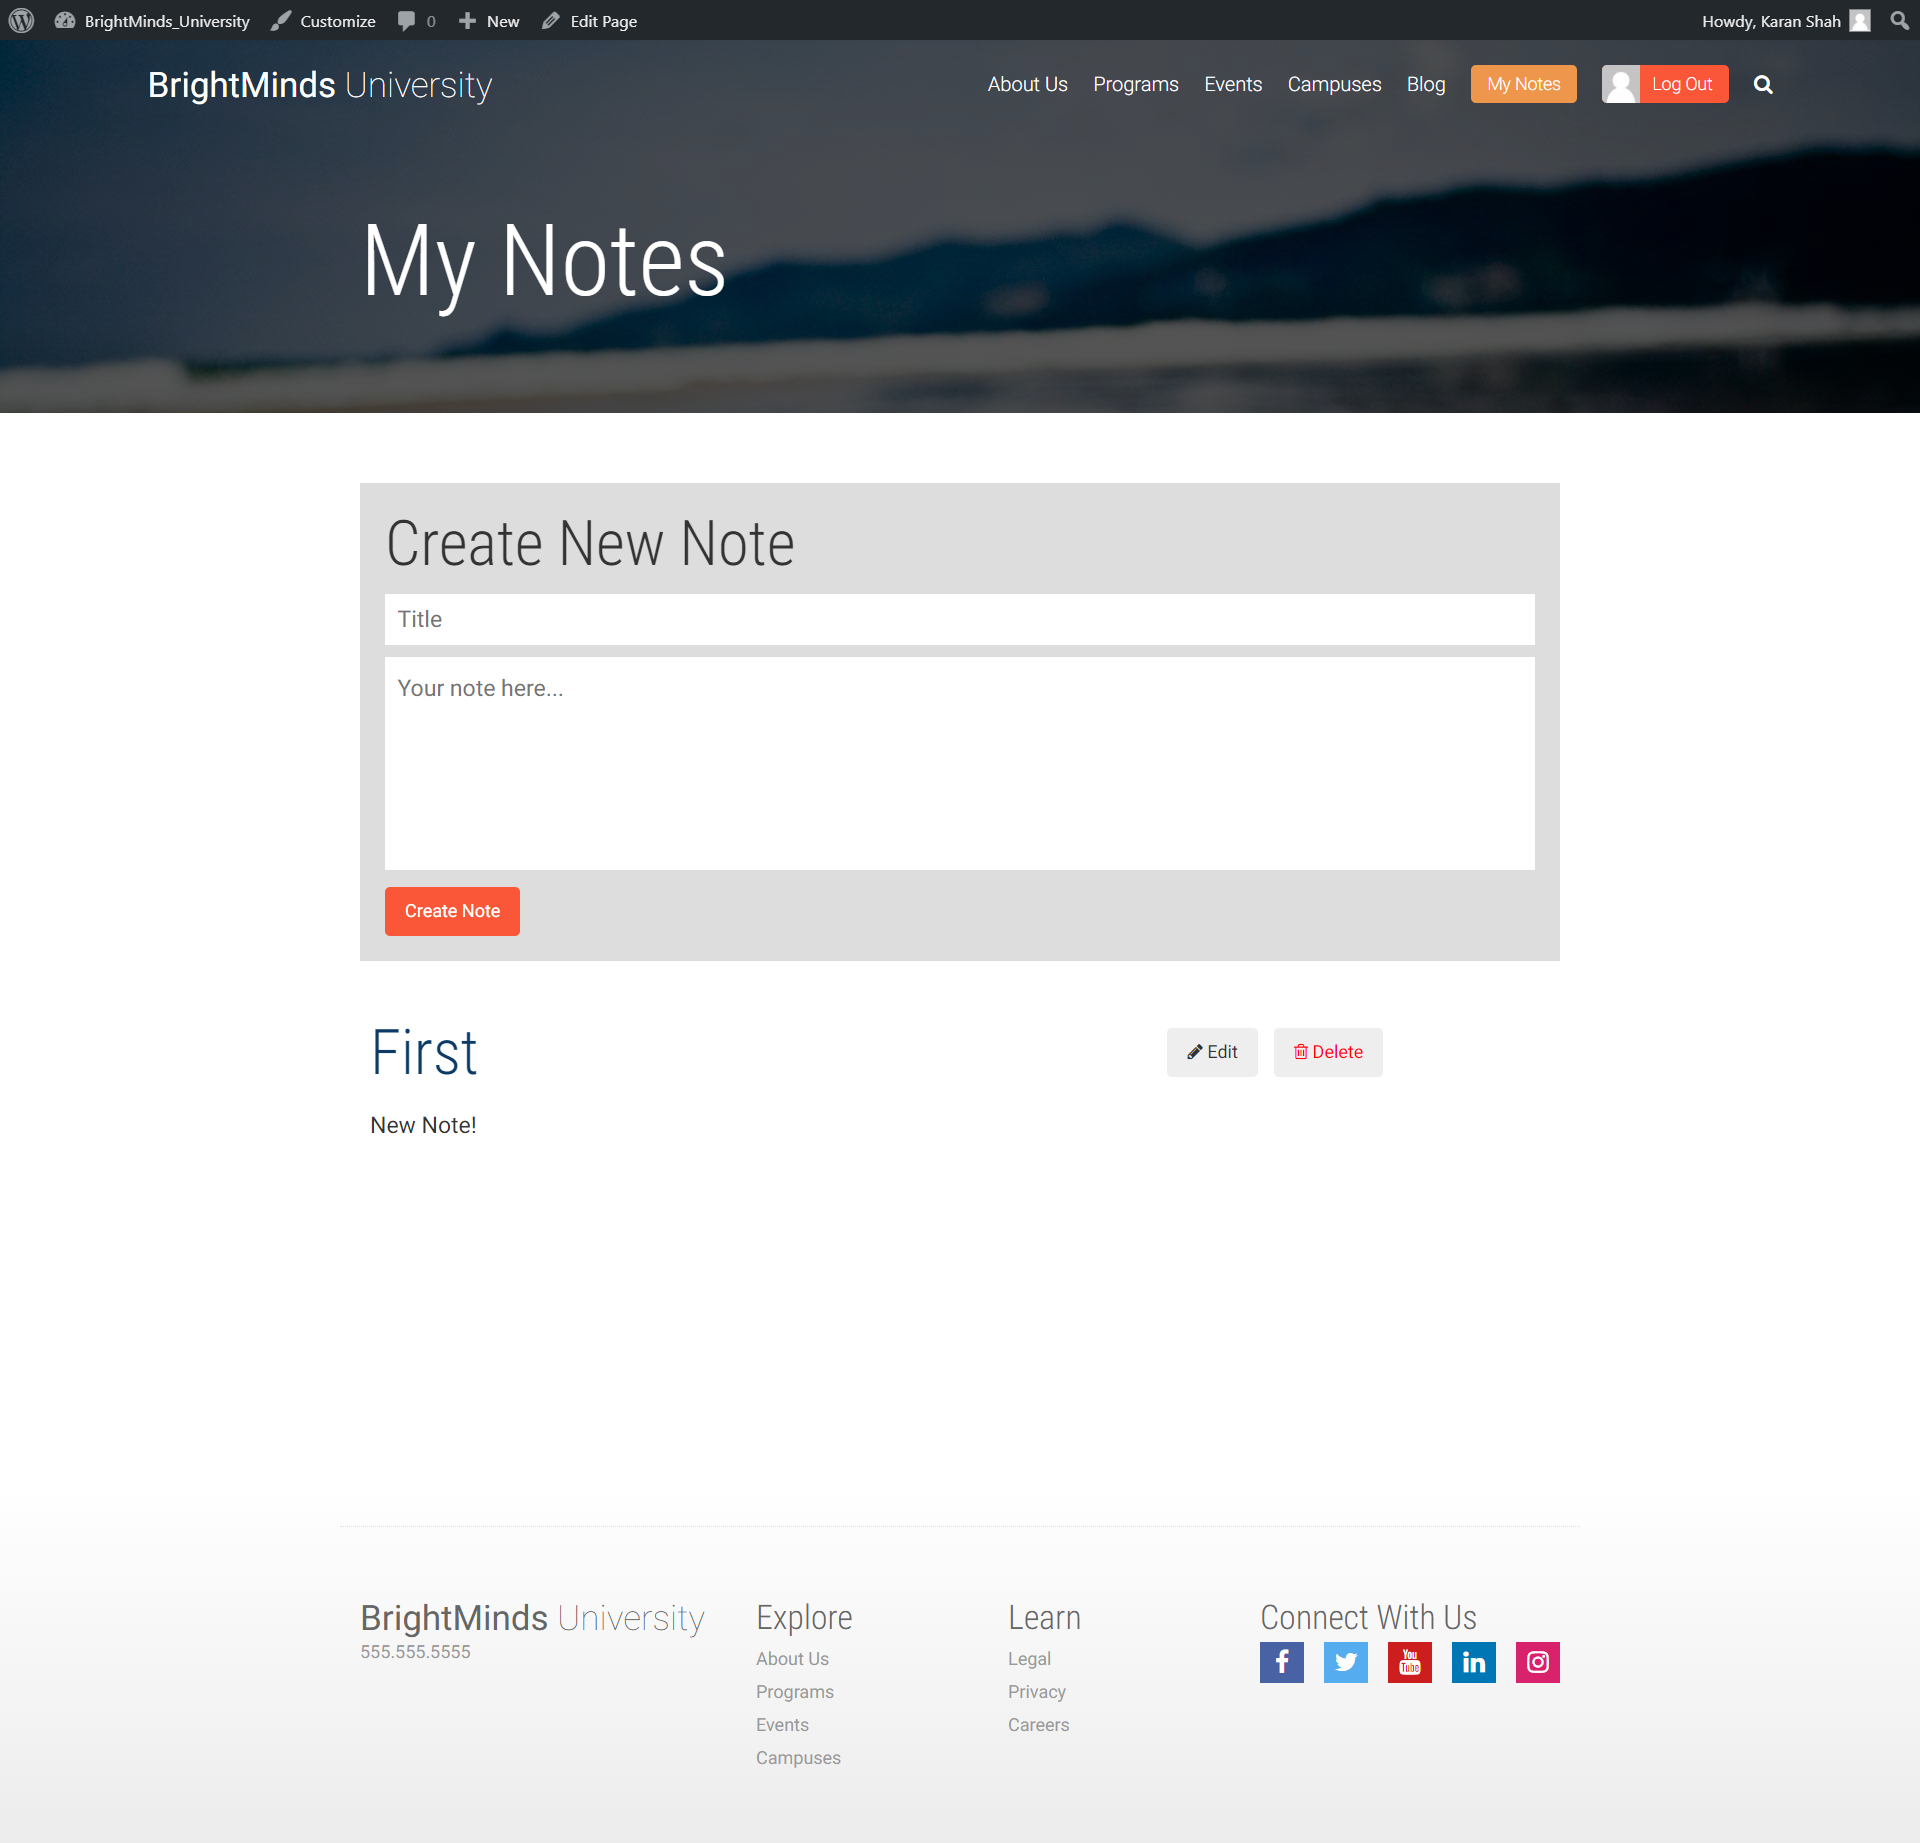 BrightMinds_University Customize 0 New Edit Page Howdy, Karan Shah
BrightMinds University
About Us Programs Events Campuses Blog My Notes Log Out
My Notes
Create New Note
Title
Your note here...
Create Note
First
Edit Delete
New Note!
BrightMinds University
555.555.5555
Explore
About Us
Programs
Events
Campuses
Learn
Legal
Privacy
Careers
Connect With Us
You
Tube